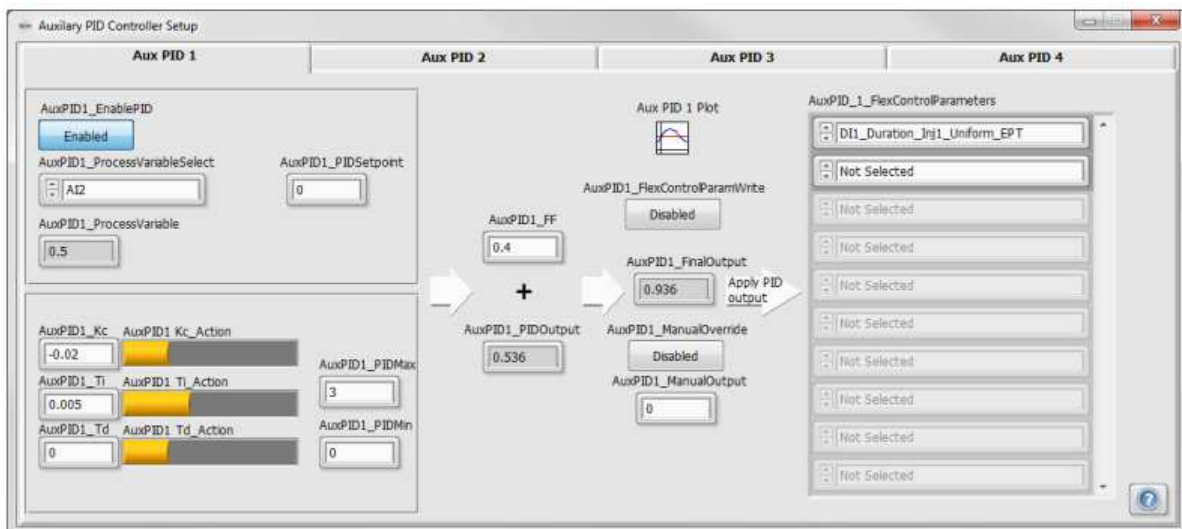 Auxilary PID Controller Setup
Aux PID 1
Aux PID 2
Aux PID 3
Aux PID 4
AuxPID1_EnablePID
Enabled
AuxPID1_ProcessVariableSelect
AI2
AuxPID1_PIDSetpoint
0
AuxPID1_ProcessVariable
0.5
AuxPID1_Kc
AuxPID1 Kc_Action
-0.02
AuxPID1_Ti
AuxPID1 Ti_Action
0.005
AuxPID1_Td
AuxPID1 Td_Action
0
AuxPID1_PIDMax
3
AuxPID1_PIDMin
0
AuxPID1_FF
0.4
+
AuxPID1_PIDOutput
0.536
Aux PID 1 Plot
AuxPID1_FlexControlParamWrite
Disabled
AuxPID1_FinalOutput
0.936
Apply PID
output
AuxPID1_ManualOverride
Disabled
AuxPID1_ManualOutput
0
AuxPID_1_FlexControlParameters
DI1_Duration_Inj1_Uniform_EPT
Not Selected
Not Selected
Not Selected
Not Selected
Not Selected
Not Selected
Not Selected
Not Selected
Not Selected
?